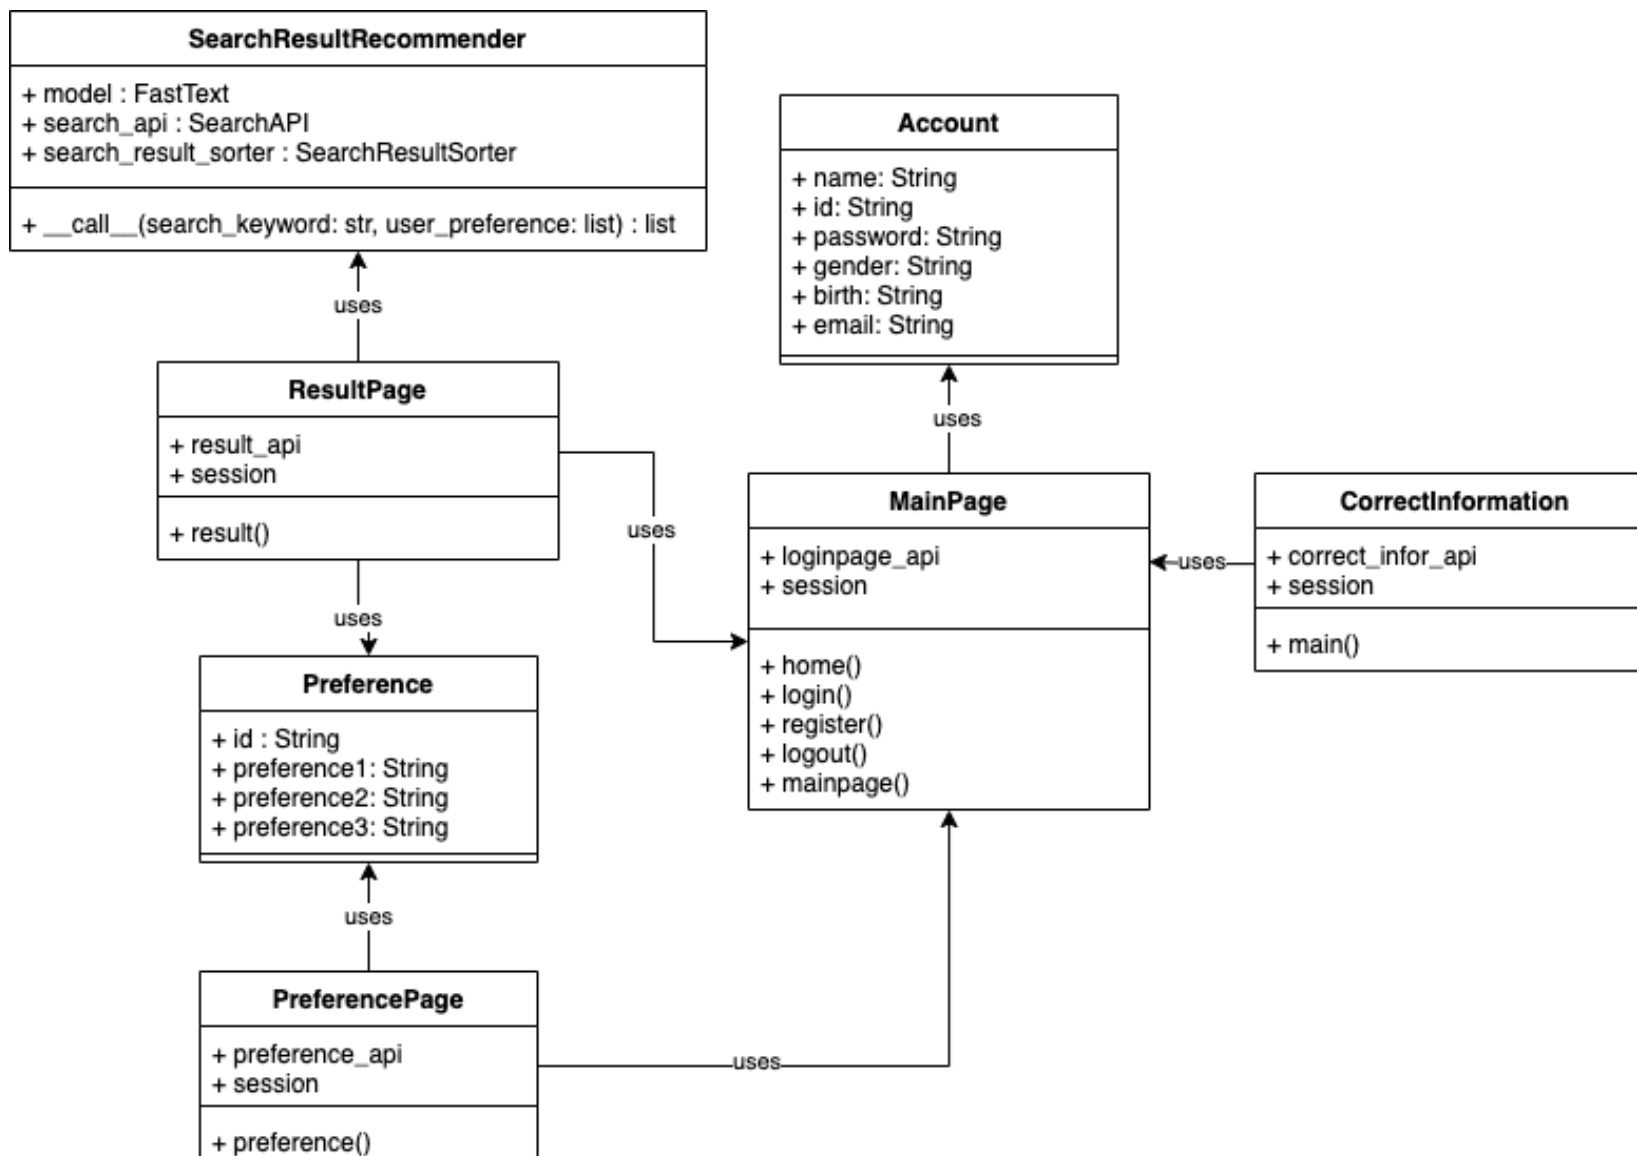 SearchResultRecommender
+ model : FastText
+ search_api : SearchAPI
+ search_result_sorter : SearchResultSorter
+ __call__(search_keyword: str, user_preference: list) : list
uses
ResultPage
+ result_api
+ session
+ result()
uses
uses
Preference
+ id : String
+ preference1: String
+ preference2: String
+ preference3: String
uses
PreferencePage
+ preference_api
+ session
+ preference()
uses
Account
+ name: String
+ id: String
+ password: String
+ gender: String
+ birth: String
+ email: String
uses
MainPage
+ loginpage_api
+ session
+ home()
+ login()
+ register()
+ logout()
+ mainpage()
uses
CorrectInformation
+ correct_infor_api
+ session
+ main()